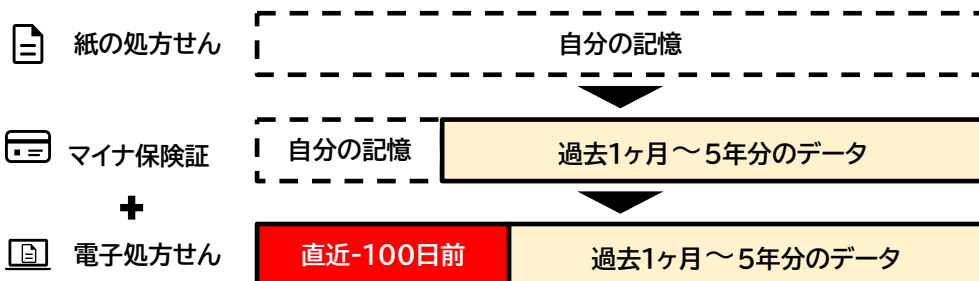 紙の処方せん
自分の記憶
マイナ保険証
自分の記憶
過去1ヶ月～5年分のデータ
+
電子処方せん
直近-100日前
過去1ヶ月～5年分のデータ